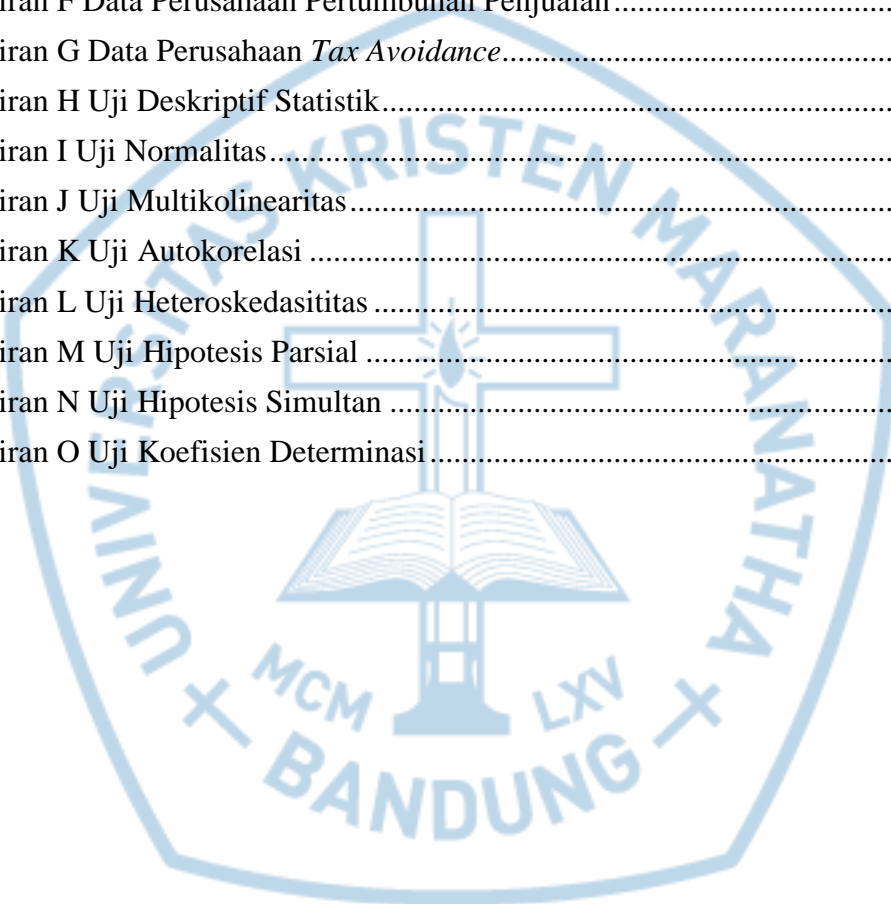 iran F Data Perusahaan Pertumbuhan Penjualan....................................
iran G Data Perusahaan Tax Avoidance.................................................
iran H Uji Deskriptif Statistik................................................................
iran I Uji Normalitas..............................................................................
iran J Uji Multikolinearitas....................................................................
iran K Uji Autokorelasi .........................................................................
iran L Uji Heteroskedasititas .................................................................
iran M Uji Hipotesis Parsial ..................................................................
iran N Uji Hipotesis Simultan ...............................................................
iran O Uji Koefisien Determinasi..........................................................
UNIVERSITAS KRISTEN MARANATHA
MCM LXV
BANDUNG